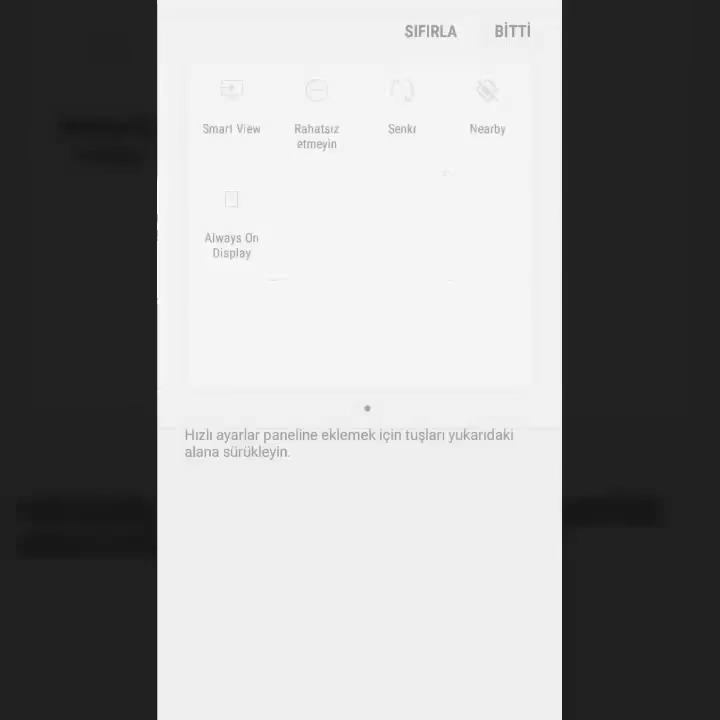 SIFIRLA BİTTİ
Smart View Rahatsız Senkr Nearby
etmeyin
Always On
Display
Hızlı ayarlar paneline eklemek için tuşları yukarıdaki
alana sürükleyin.